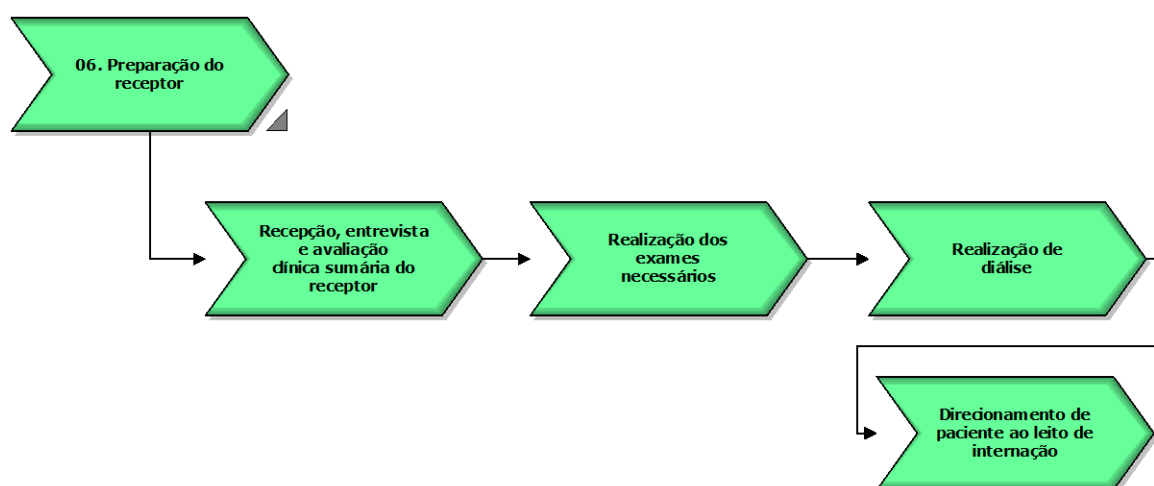 06. Preparação do
receptor
Recepção, entrevista
e avaliação
clínica sumária do
receptor
Realização dos
exames
necessários
Realização de
diálise
Direcionamento de
paciente ao leito de
internação